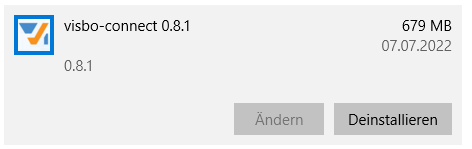 visbo-connect 0.8.1 679 MB
07.07.2022
0.8.1
Ändern Deinstallieren